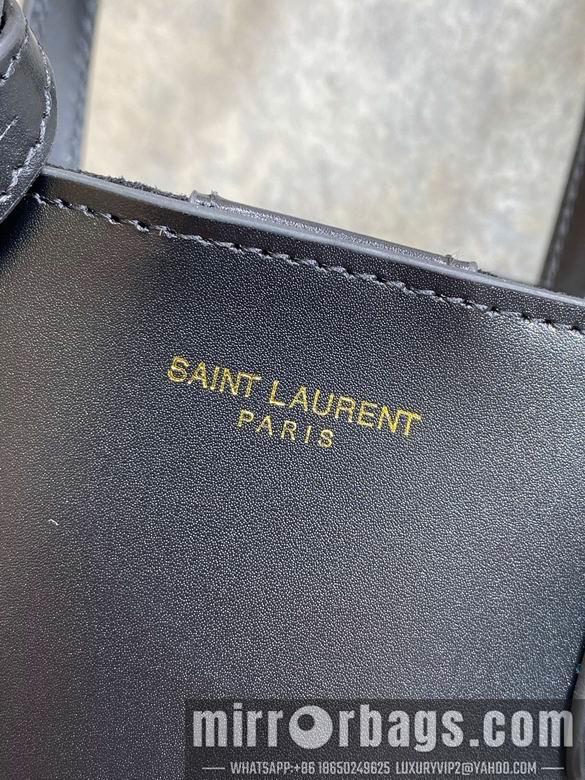 SAINT LAURENT
PARIS
mirrorbags.com
WHATSAPP:+86 18650249625 LUXURYVIP2@YAHOO.COM